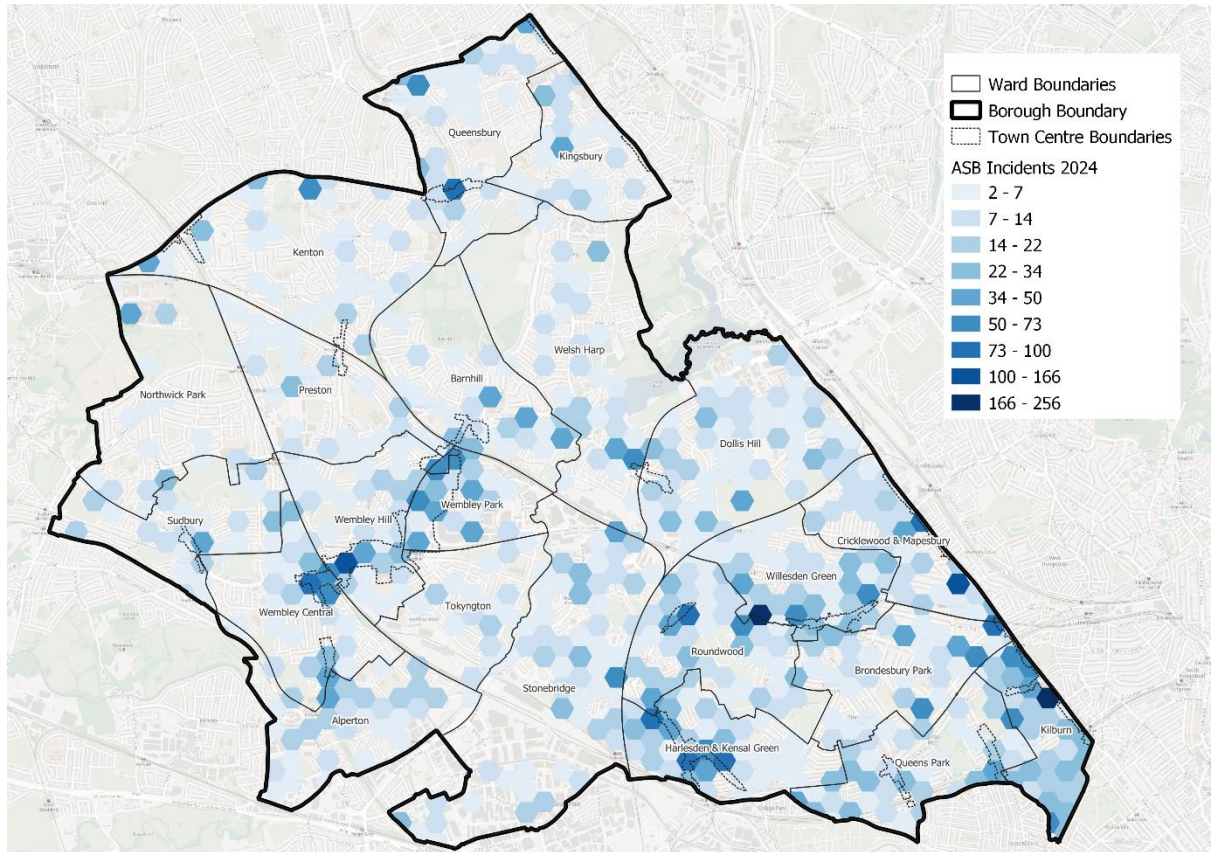 Ward Boundaries
Borough Boundary
Town Centre Boundaries
ASB Incidents 2024
2 - 7
7 - 14
14 - 22
22 - 34
34 - 50
50 - 73
73 - 100
100 - 166
166 - 256
Queensbury
Kingsbury
Kenton
Welsh Harp
Barnhill
Preston
Northwick Park
Dollis Hill
Wembley Park
Sudbury
Wembley Hill
Cricklewood & Mapesbury
Willesden Green
Wembley Central
Tokyngton
Roundwood
Brondesbury Park
Stonebridge
Alperton
Kilburn
Harlesden & Kensal Green
Queens Park